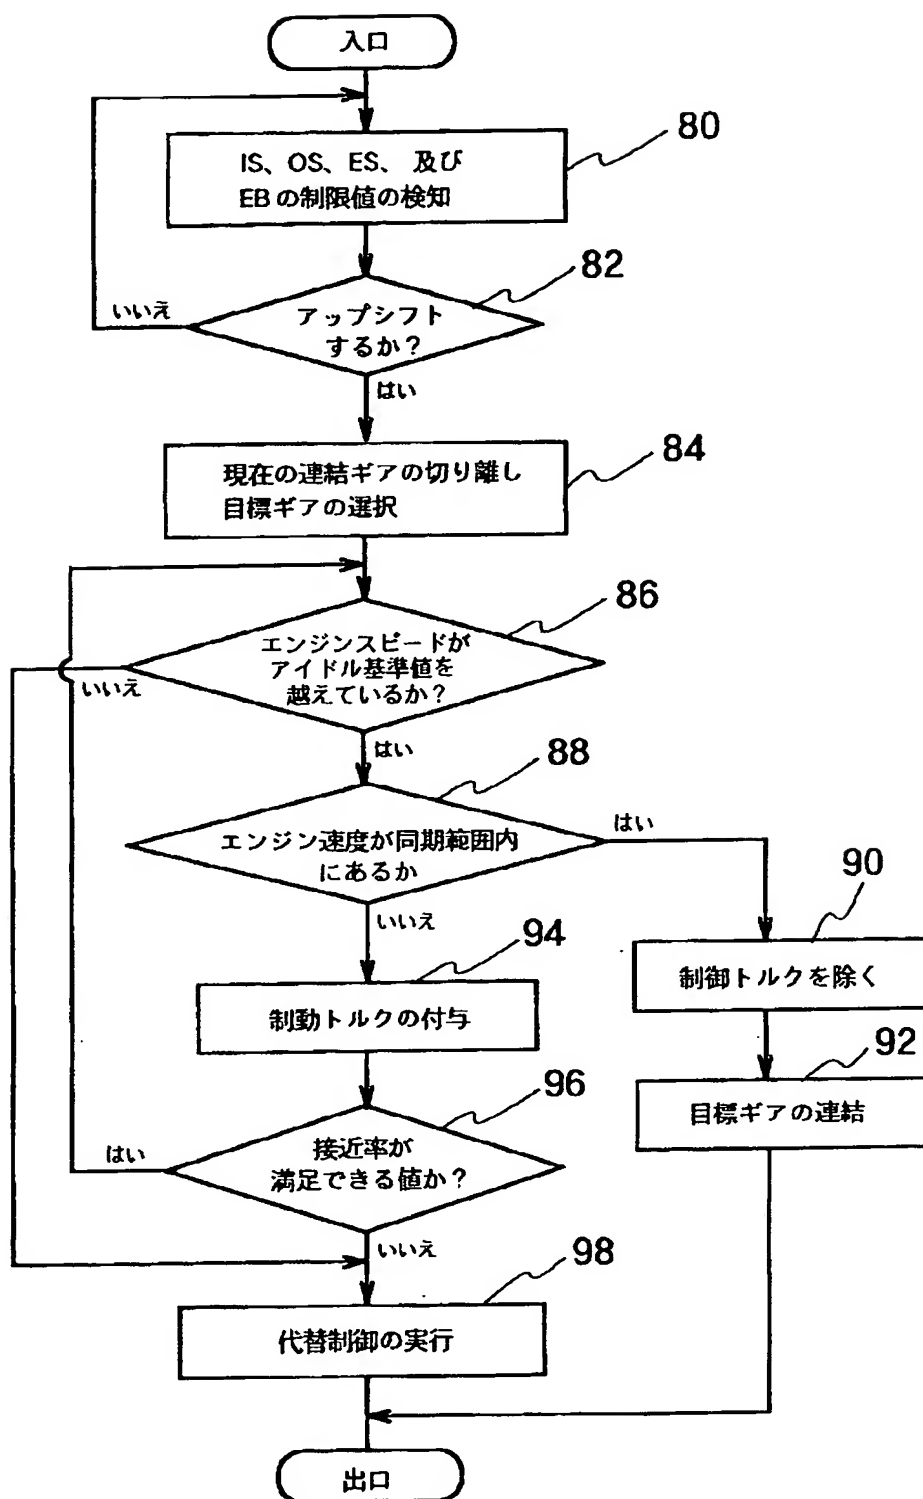 入口
80
IS、OS、ES、及び
EBの制限値の検知
82
いいえ
アップシフト
するか？
はい
84
現在の連結ギアの切り離し
目標ギアの選択
86
エンジンスピードが
アイドル基準値を
越えているか？
いいえ
はい
88
エンジン速度が同期範囲内
にあるか
はい
90
いいえ
94
制御トルクを除く
制動トルクの付与
92
96
目標ギアの連結
はい
接近率が
満足できる値か？
いいえ
98
代替制御の実行
出口